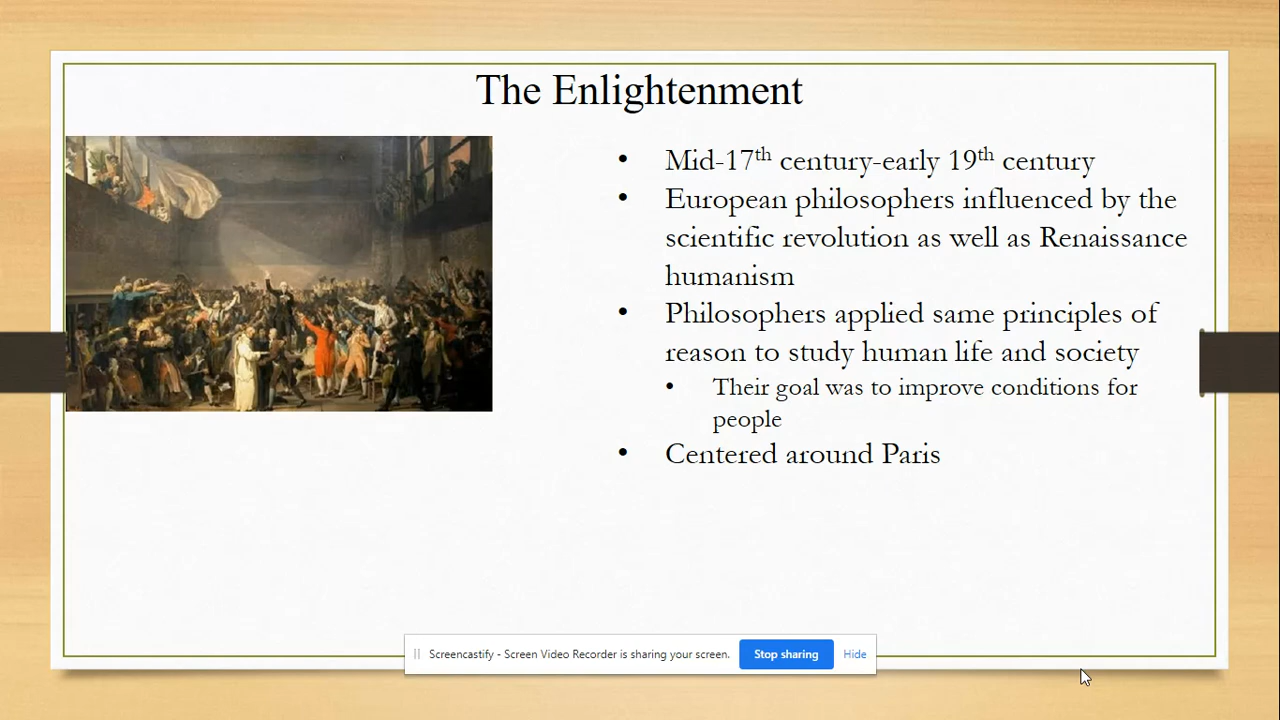 The Enlightenment
• Mid-17th century-early 19th century
• European philosophers influenced by the
scientific revolution as well as Renaissance
humanism
• Philosophers applied same principles of
reason to study human life and society
• Their goal was to improve conditions for
people
• Centered around Paris
Screencastify - Screen Video Recorder is sharing your screen. Stop sharing Hide